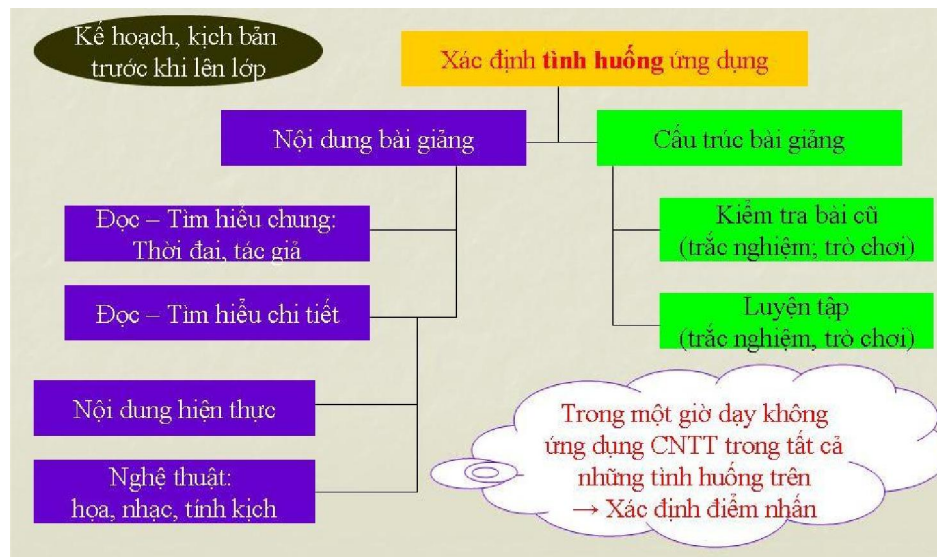 Kế hoạch, kịch bản
trước khi lên lớp
Xác định tình huống ứng dụng
Nội dung bài giảng
Cấu trúc bài giảng
Đọc – Tìm hiểu chung:
Thời đai, tác giả
Kiểm tra bài cũ
(trắc nghiệm; trò chơi)
Đọc – Tìm hiểu chi tiết
Luyện tập
(trắc nghiệm, trò chơi)
Nội dung hiện thực
Nghệ thuật:
họa, nhạc, tính kịch
Trong một giờ dạy không
ứng dụng CNTT trong tất cả
những tình huống trên
→ Xác định điểm nhấn